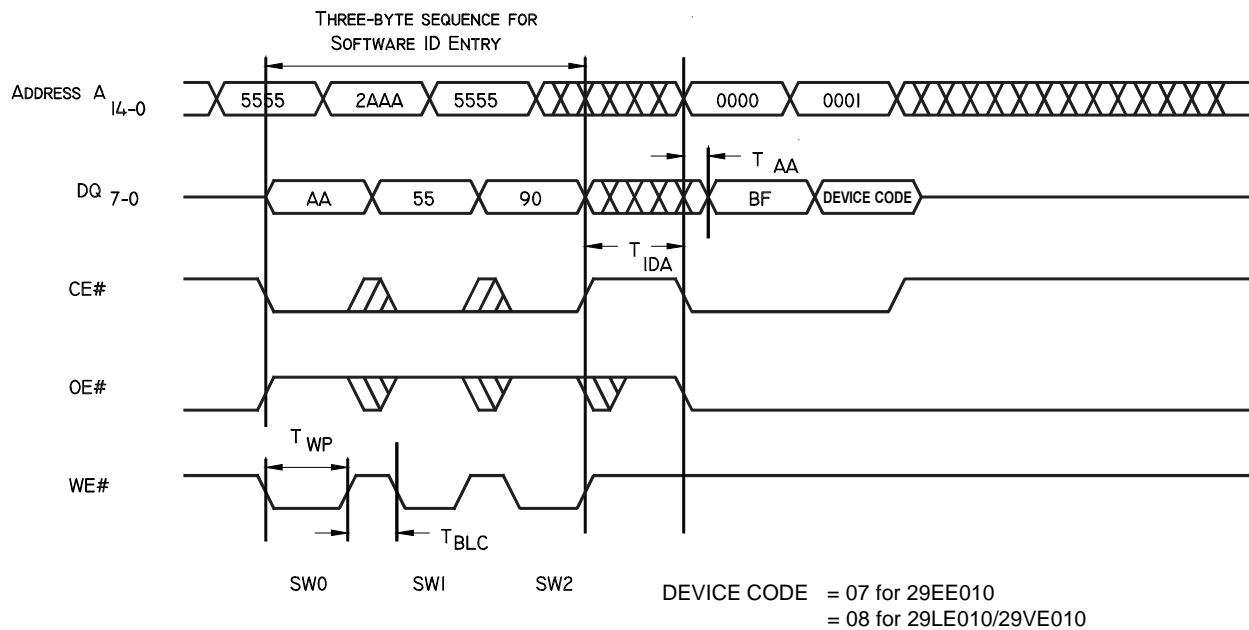 THREE-BYTE SEQUENCE FOR
SOFTWARE ID ENTRY
ADDRESS A 14-0
5555 2AAA 5555 0000 0001
T AA
DQ 7-0
AA 55 90 BF DEVICE CODE
T IDA
CE#
OE#
T WP
WE#
T BLC
SW0 SW1 SW2
DEVICE CODE = 07 for 29EE010
= 08 for 29LE010/29VE010